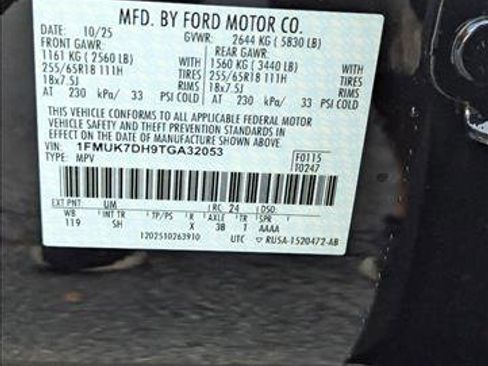 MFD. BY FORD MOTOR CO.
DATE: 10/25 GVWR: 2644 KG ( 5830 LB)
FRONT GAWR: REAR GAWR:
1161 KG ( 2560 LB) WITH 1560 KG ( 3440 LB) WITH
255/65R18 111H TIRES 255/65R18 111H TIRES
18x7.5J RIMS 18x7.5J RIMS
AT 230 kPa/ 33 PSI COLD AT 230 kPa/ 33 PSI COLD
THIS VEHICLE CONFORMS TO ALL APPLICABLE FEDERAL MOTOR
VEHICLE SAFETY AND THEFT PREVENTION STANDARDS IN
EFFECT ON THE DATE OF MANUFACTURE SHOWN ABOVE.
VIN: 1FMUK7DH9TGA32053 F0115
TYPE: MPV T0247
EXT PNT: UM RC: 24 DSO:
WB INT TR TP/PS R AXLE TR SPR
119 SH X 3B 1 AAAA
1202510263910 UTC RU5A-1520472-AB